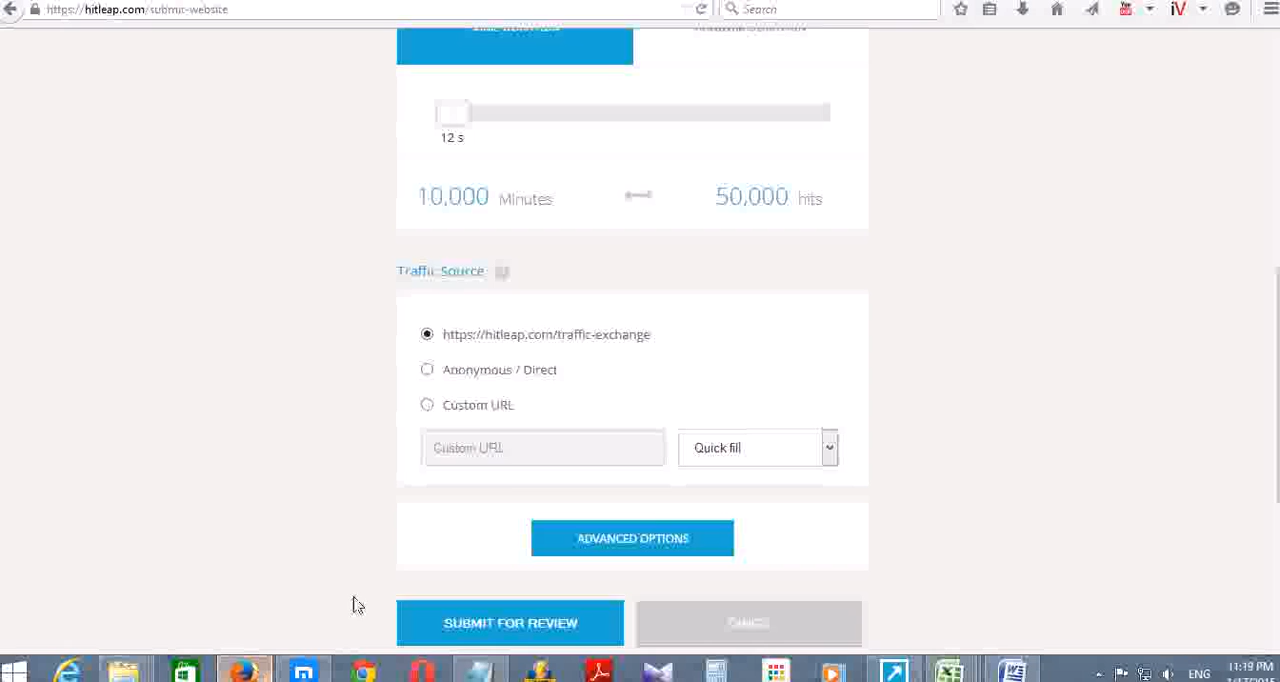 https://hitleap.com/submit-website
Search
12 s
10,000 Minutes
50,000 hits
Traffic Source
https://hitleap.com/traffic-exchange
Anonymous / Direct
Custom URL
Custom URL
Quick fill
ADVANCED OPTIONS
SUBMIT FOR REVIEW
CANCEL
ENG
11:19 PM